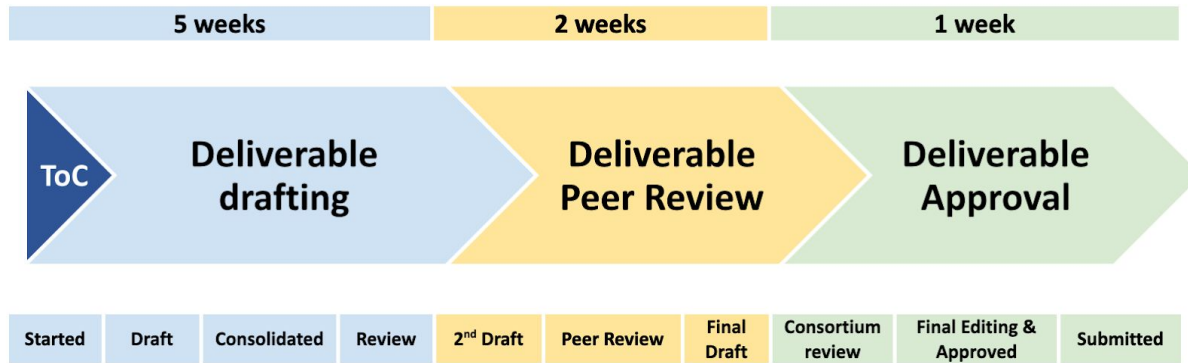 5 weeks
2 weeks
1 week
ToC
Deliverable
drafting
Deliverable
Peer Review
Deliverable
Approval
Started
Draft
Consolidated
Review
2nd Draft
Peer Review
Final
Draft
Consortium
review
Final Editing &
Approved
Submitted